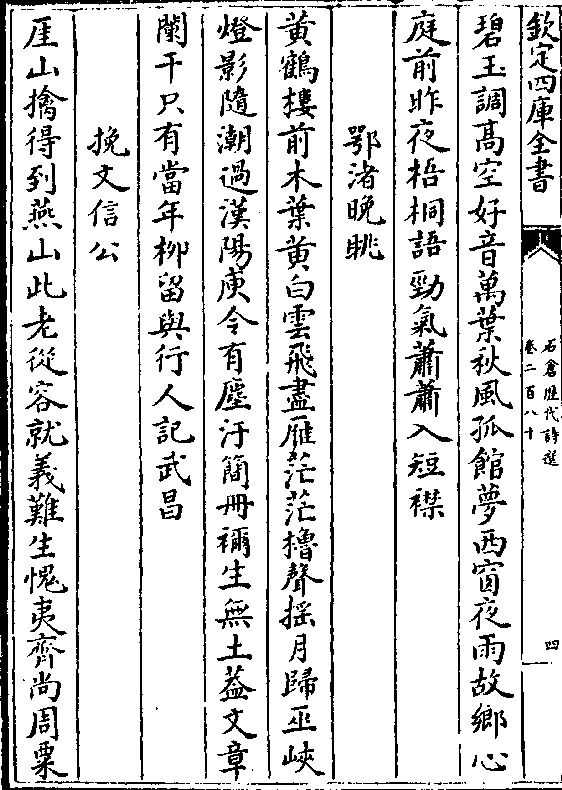 欽定四庫全書
石倉歴代詩選
卷二百八十
四
碧玉調髙空好音萬葉秋風孤館夢西窗夜雨故鄉心
庭前昨夜梧桐語勁氣蕭蕭入短襟
鄂渚晚眺
黄鶴樓前木葉黄白雲飛盡雁茫茫櫓聲揺月歸巫峽
燈影隨潮過漢陽庾令有塵汙簡冊禰生無土葢文章
闌干只有當年柳留與行人記武昌
挽文信公
厓山擒得列燕山此老從容就義難生愧夷齊尚周粟